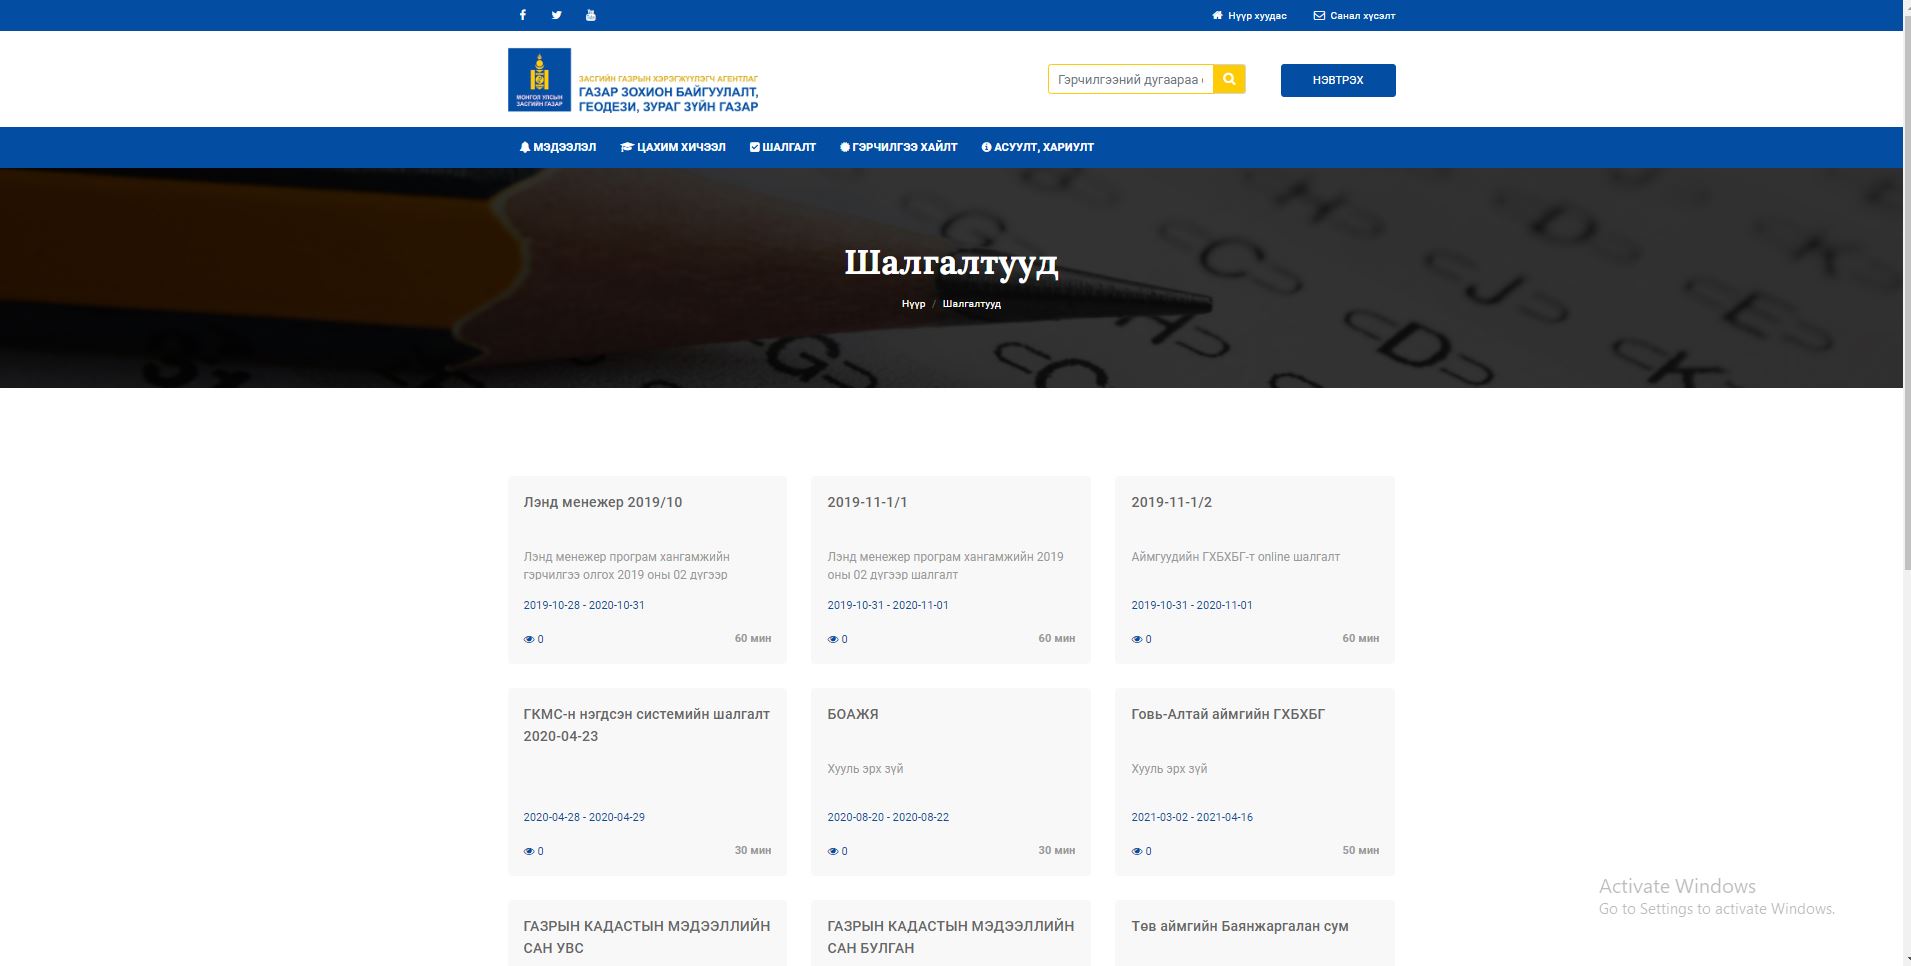 Нүүр хуудас
Санал хүсэлт
МОНГОЛ УЛСЫН
ЗАСГИЙН ГАЗАР
ЗАСГИЙН ГАЗРЫН ХЭРЭГЖҮҮЛЭГЧ АГЕНТЛАГ
ГАЗАР ЗОХИОН БАЙГУУЛАЛТ,
ГЕОДЕЗИ, ЗУРАГ ЗҮЙН ГАЗАР
Гэрчилгээний дугаараа
НЭВТРЭХ
МЭДЭЭЛЭЛ
ЦАХИМ ХИЧЭЭЛ
ШАЛГАЛТ
ГЭРЧИЛГЭЭ ХАЙЛТ
АСУУЛТ, ХАРИУЛТ
Шалгалтууд
Нүүр / Шалгалтууд
Лэнд менежер 2019/10
Лэнд менежер програм хангамжийн
гэрчилгээ олгох 2019 оны 02 дүгээр
2019-10-28 - 2020-10-31
0
60 мин
2019-11-1/1
Лэнд менежер програм хангамжийн 2019
оны 02 дүгээр шалгалт
2019-10-31 - 2020-11-01
0
60 мин
2019-11-1/2
Аймгуудийн ГХБХБГ-т online шалгалт
2019-10-31 - 2020-11-01
0
60 мин
ГКМС-н нэгдсэн системийн шалгалт
2020-04-23
2020-04-28 - 2020-04-29
0
30 мин
БОАЖЯ
Хууль эрх зүй
2020-08-20 - 2020-08-22
0
30 мин
Говь-Алтай аймгийн ГХБХБГ
Хууль эрх зүй
2021-03-02 - 2021-04-16
0
50 мин
ГАЗРЫН КАДАСТЫН МЭДЭЭЛЛИЙН
САН УВС
ГАЗРЫН КАДАСТЫН МЭДЭЭЛЛИЙН
САН БУЛГАН
Төв аймгийн Баянжаргалан сум
Activate Windows
Go to Settings to activate Windows.